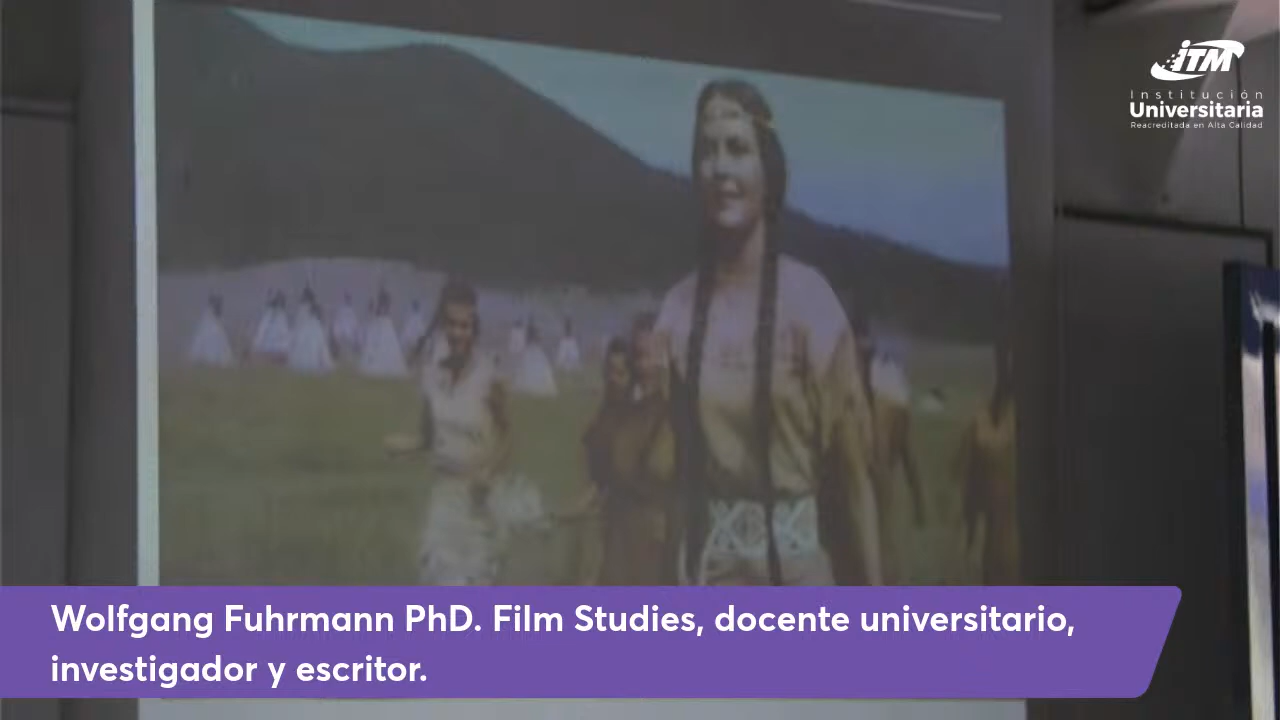 iTM
Institución
Universitaria
Reacreditada en Alta Calidad
Wolfgang Fuhrmann PhD. Film Studies, docente universitario,
investigador y escritor.